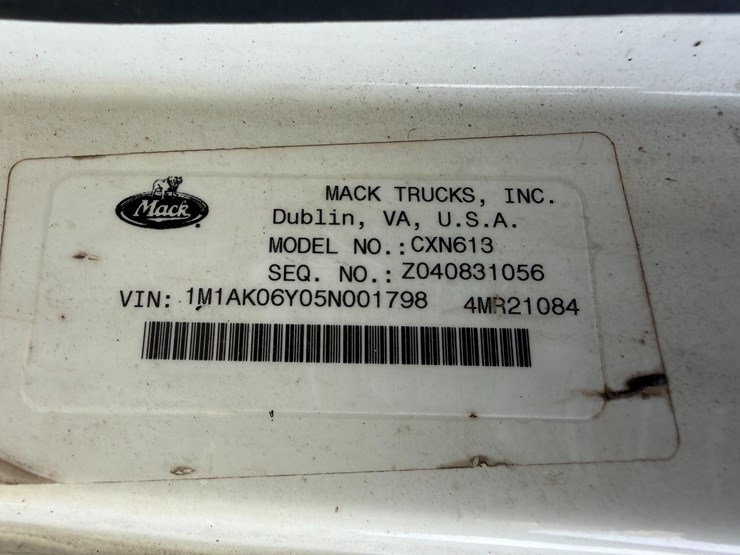 Mack
MACK TRUCKS, INC.
Dublin, VA, U.S.A.
MODEL NO.: CXN613
SEQ. NO.: Z040831056
VIN: 1M1AK06Y05N001798 4MR21084